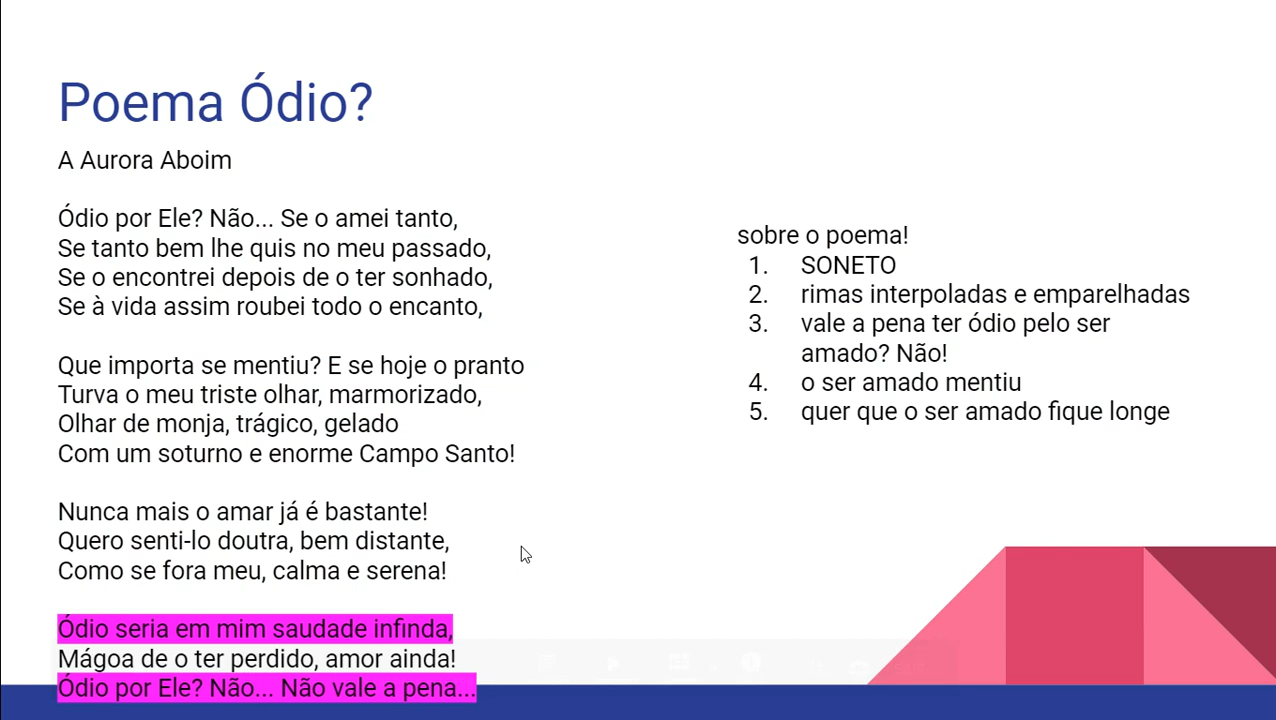 Poema Ódio?
A Aurora Aboim
Ódio por Ele? Não... Se o amei tanto,
Se tanto bem lhe quis no meu passado,
Se o encontrei depois de o ter sonhado,
Se à vida assim roubei todo o encanto,
Que importa se mentiu? E se hoje o pranto
Turva o meu triste olhar, marmorizado,
Olhar de monja, trágico, gelado
Com um soturno e enorme Campo Santo!
Nunca mais o amar já é bastante!
Quero senti-lo doutra, bem distante,
Como se fora meu, calma e serena!
Ódio seria em mim saudade infinda,
Mágoa de o ter perdido, amor ainda!
Ódio por Ele? Não... Não vale a pena...
sobre o poema!
1. SONETO
2. rimas interpoladas e emparelhadas
3. vale a pena ter ódio pelo ser
amado? Não!
4. o ser amado mentiu
5. quer que o ser amado fique longe